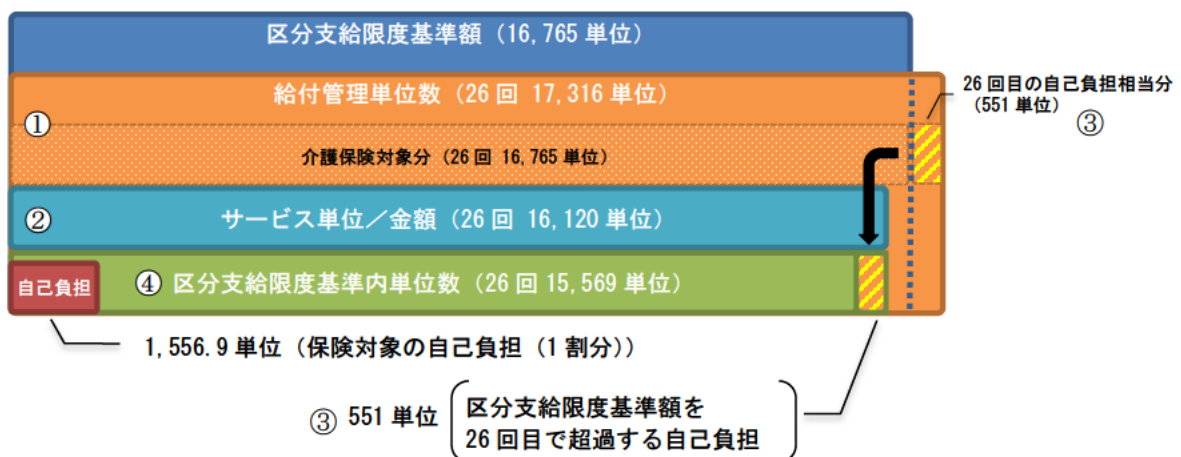 区分支給限度基準額（16,765 単位）
給付管理単位数（26 回 17,316 単位）
26 回目の自己負担相当分
（551 単位）
③
①
介護保険対象分（26 回 16,765 単位）
② サービス単位／金額（26 回 16,120 単位）
自己負担
④ 区分支給限度基準内単位数（26 回 15,569 単位）
1,556.9 単位（保険対象の自己負担（1 割分））
③ 551 単位
区分支給限度基準額を
26 回目で超過する自己負担